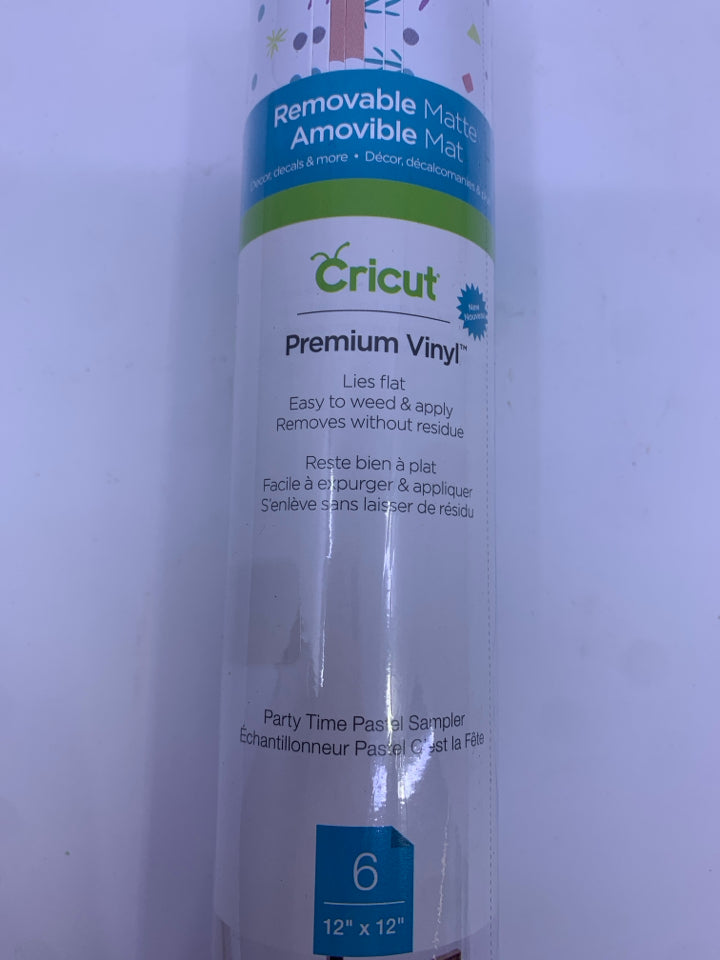 Removable Matte
Amovible Mat
Décor, decals & more • Décor, décalcomanies &
Cricut
New
Nouveau
Premium Vinyl™
Lies flat
Easy to weed & apply
Removes without residue
Reste bien à plat
Facile à expurger & appliquer
S'enlève sans laisser de résidu
Party Time Pastel Sampler
Échantillonneur Pastel C'est la Fête
6
12" x 12"